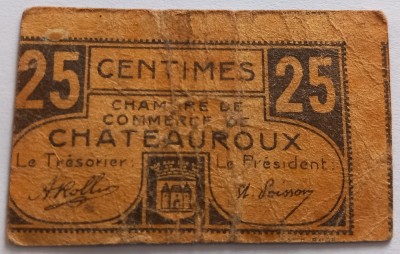 25 CENTIMES 25
CHAMBRE DE
COMMERCE DE
CHATEAUROUX
Le Trésorier: Le Président: